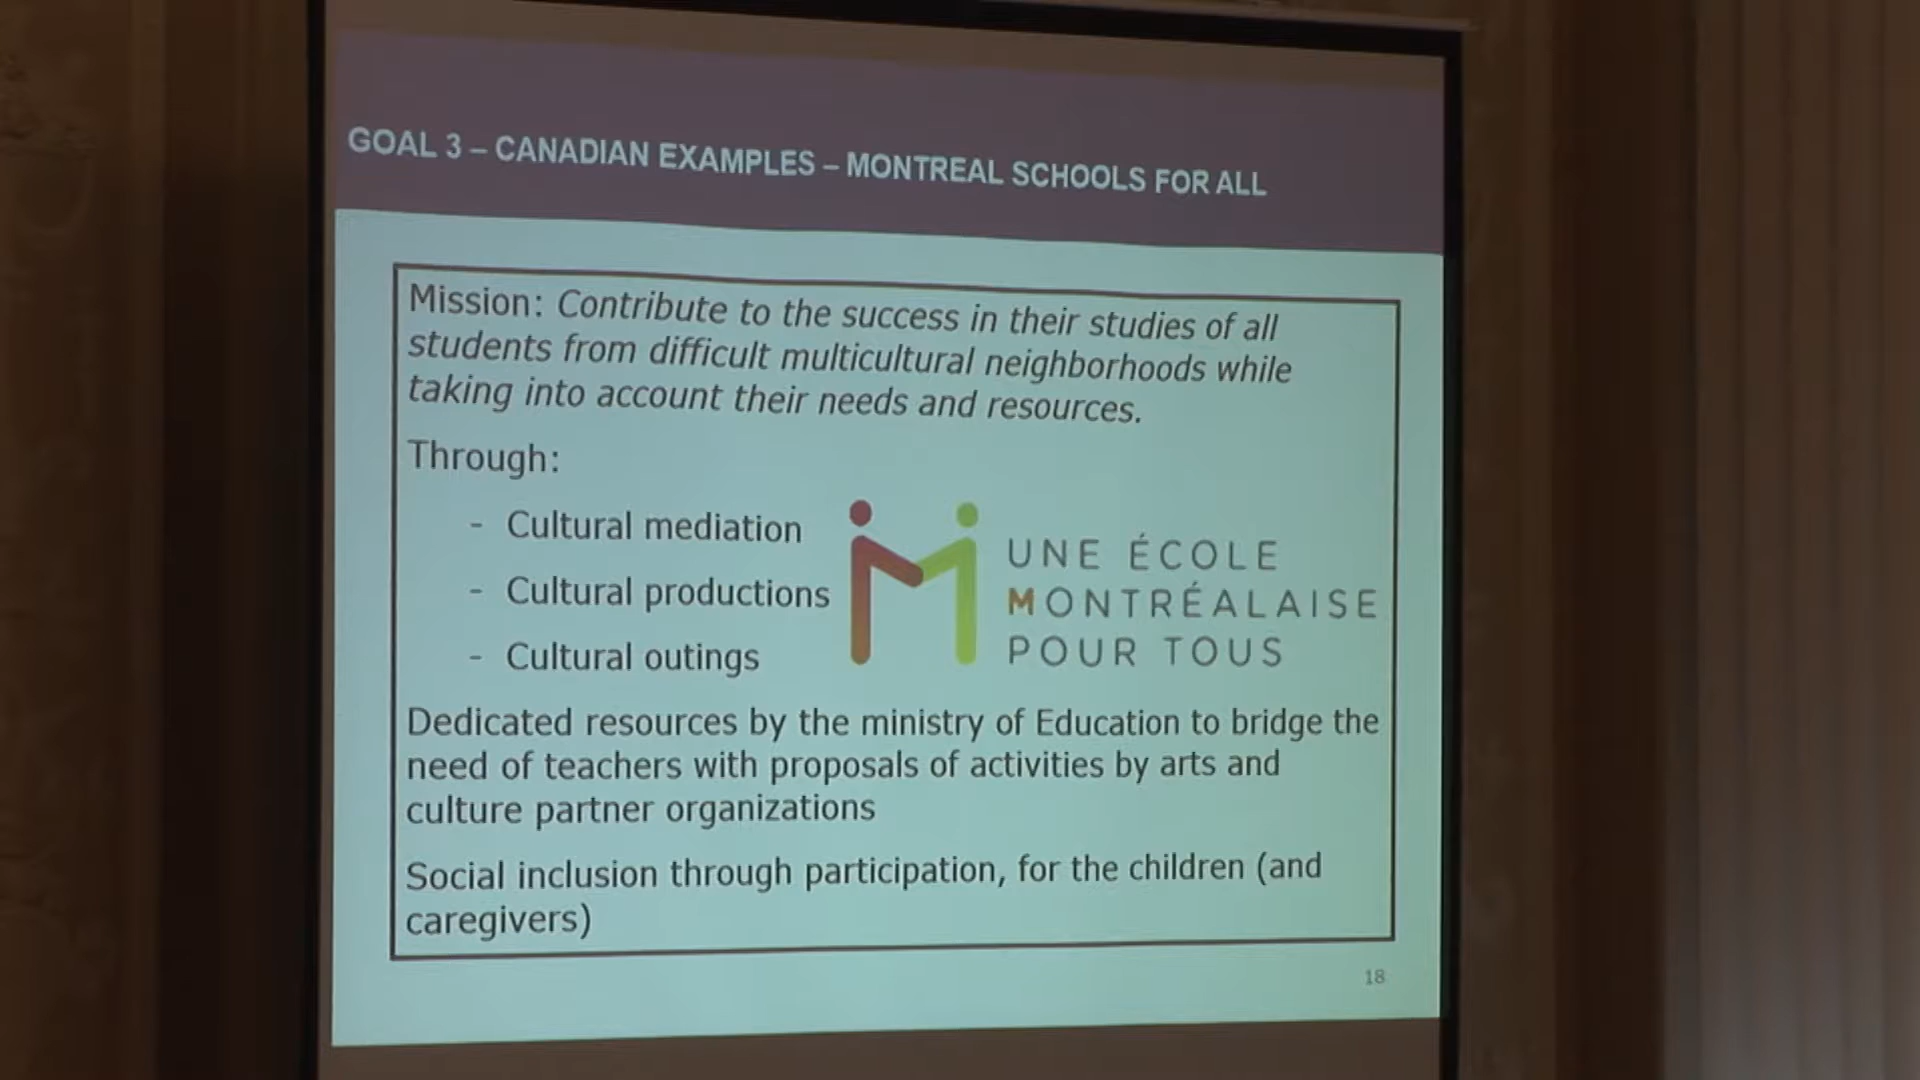 GOAL 3 – CANADIAN EXAMPLES – MONTREAL SCHOOLS FOR ALL
Mission: Contribute to the success in their studies of all
students from difficult multicultural neighborhoods while
taking into account their needs and resources.
Through:
- Cultural mediation
- Cultural productions
- Cultural outings
UNE ÉCOLE
MONTRÉALAISE
POUR TOUS
Dedicated resources by the ministry of Education to bridge the
need of teachers with proposals of activities by arts and
culture partner organizations
Social inclusion through participation, for the children (and
caregivers)
18